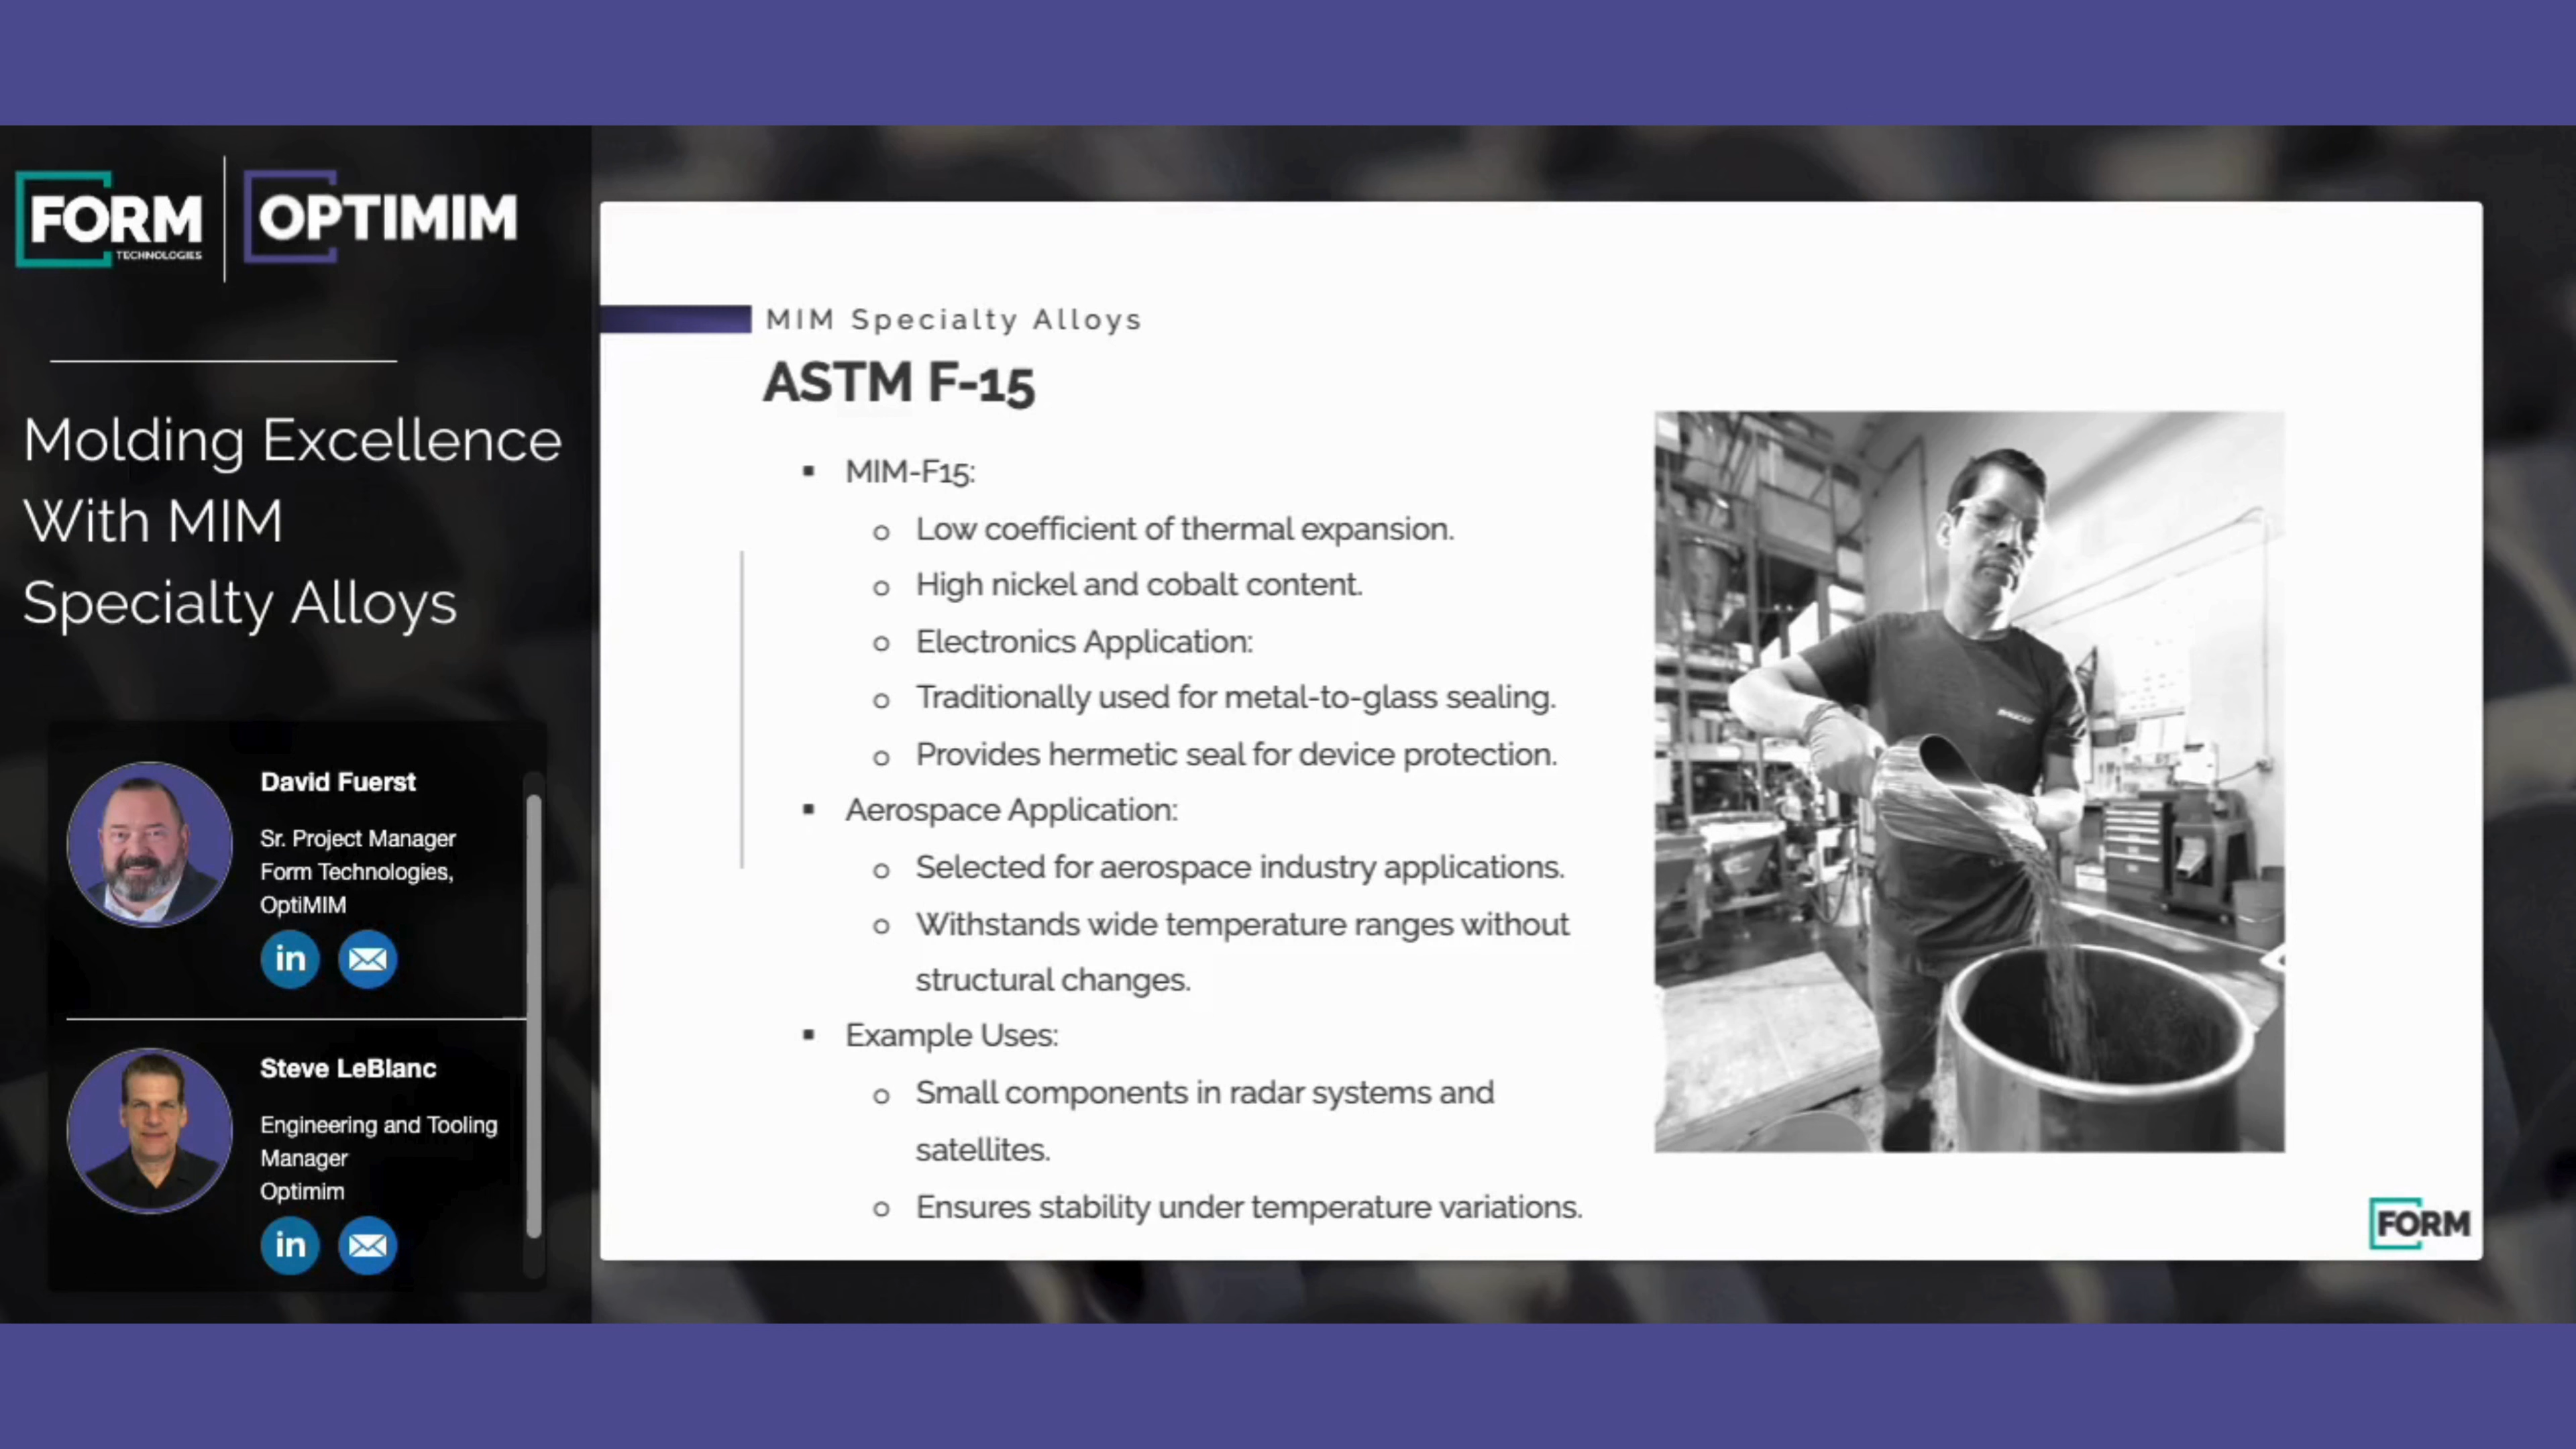 FORM
TECHNOLOGIES
OPTIMIM
Molding Excellence
With MIM
Specialty Alloys
David Fuerst
Sr. Project Manager
Form Technologies,
OptiMIM
in
Steve LeBlanc
Engineering and Tooling
Manager
Optimim
in
MIM Specialty Alloys
ASTM F-15
▪ MIM-F15:
o Low coefficient of thermal expansion.
o High nickel and cobalt content.
o Electronics Application:
o Traditionally used for metal-to-glass sealing.
o Provides hermetic seal for device protection.
▪ Aerospace Application:
o Selected for aerospace industry applications.
o Withstands wide temperature ranges without
structural changes.
▪ Example Uses:
o Small components in radar systems and
satellites.
o Ensures stability under temperature variations.
FORM